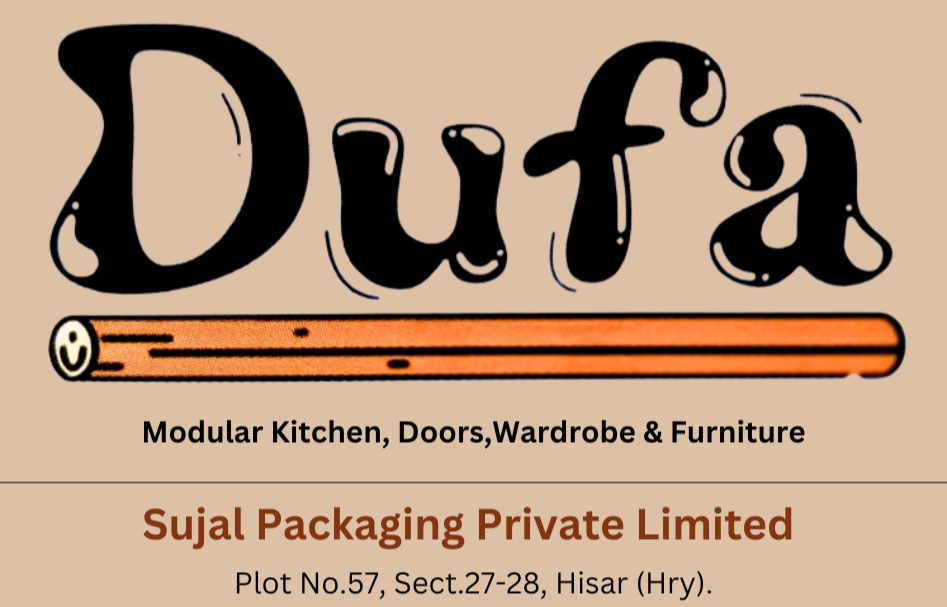 Dufa
Modular Kitchen, Doors,Wardrobe & Furniture
Sujal Packaging Private Limited
Plot No.57, Sect.27-28, Hisar (Hry).